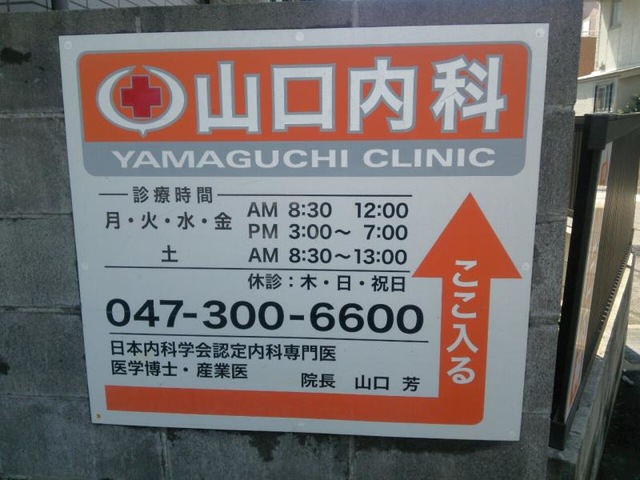 山口内科
YAMAGUCHI CLINIC
診療時間
月・火・水・金 AM 8:30 12:00
PM 3:00〜 7:00
土 AM 8:30〜13:00
休診：木・日・祝日
047-300-6600
日本内科学会認定内科専門医
医学博士・産業医 院長 山口 芳
ここ入る